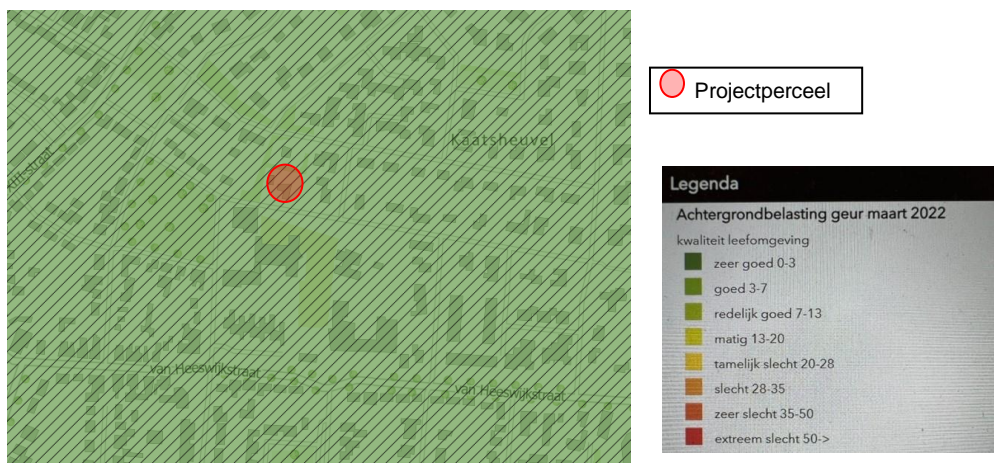 Kaatsheuvel
van Heeswijkstraat
van Heeswijkstraat
Projectperceel
Legenda
Achtergrondbelasting geur maart 2022
kwaliteit leefomgeving
zeer goed 0-3
goed 3-7
redelijk goed 7-13
matig 13-20
tamelijk slecht 20-28
slecht 28-35
zeer slecht 35-50
extreem slecht 50->